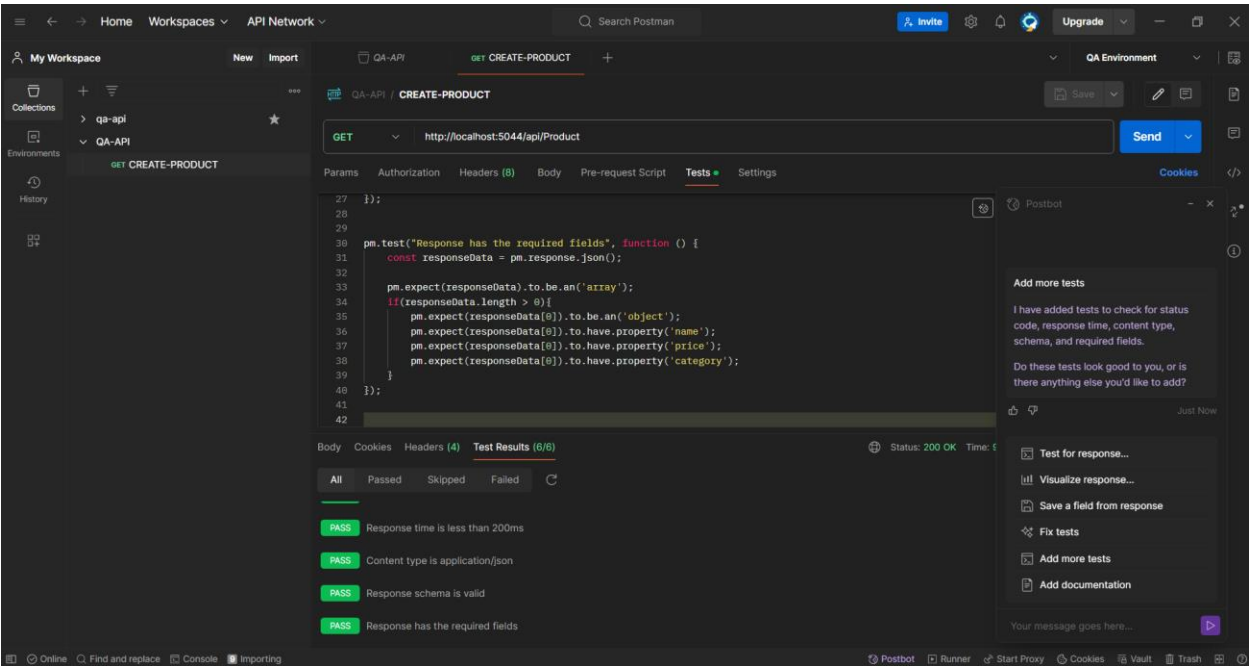 Home Workspaces API Network Search Postman Invite Upgrade
My Workspace New Import QA-API GET CREATE-PRODUCT QA Environment
Collections
Environments
History
qa-api
QA-API
GET CREATE-PRODUCT
HTTP QA-API / CREATE-PRODUCT Save
GET http://localhost:5044/api/Product Send
Params Authorization Headers (8) Body Pre-request Script Tests Settings Cookies
27 });
28
29
30 pm.test("Response has the required fields", function () {
31 const responseData = pm.response.json();
32
33 pm.expect(responseData).to.be.an('array');
34 if(responseData.length > 0){
35 pm.expect(responseData[0]).to.be.an('object');
36 pm.expect(responseData[0]).to.have.property('name');
37 pm.expect(responseData[0]).to.have.property('price');
38 pm.expect(responseData[0]).to.have.property('category');
39 }
40 });
41
42
Body Cookies Headers (4) Test Results (6/6) Status: 200 OK Time:
All Passed Skipped Failed
PASS Response time is less than 200ms
PASS Content type is application/json
PASS Response schema is valid
PASS Response has the required fields
Postbot
Add more tests
I have added tests to check for status
code, response time, content type,
schema, and required fields.
Do these tests look good to you, or is
there anything else you'd like to add?
Just Now
Test for response...
Visualize response...
Save a field from response
Fix tests
Add more tests
Add documentation
Your message goes here...
Online Find and replace Console Importing Postbot Runner Start Proxy Cookies Vault Trash